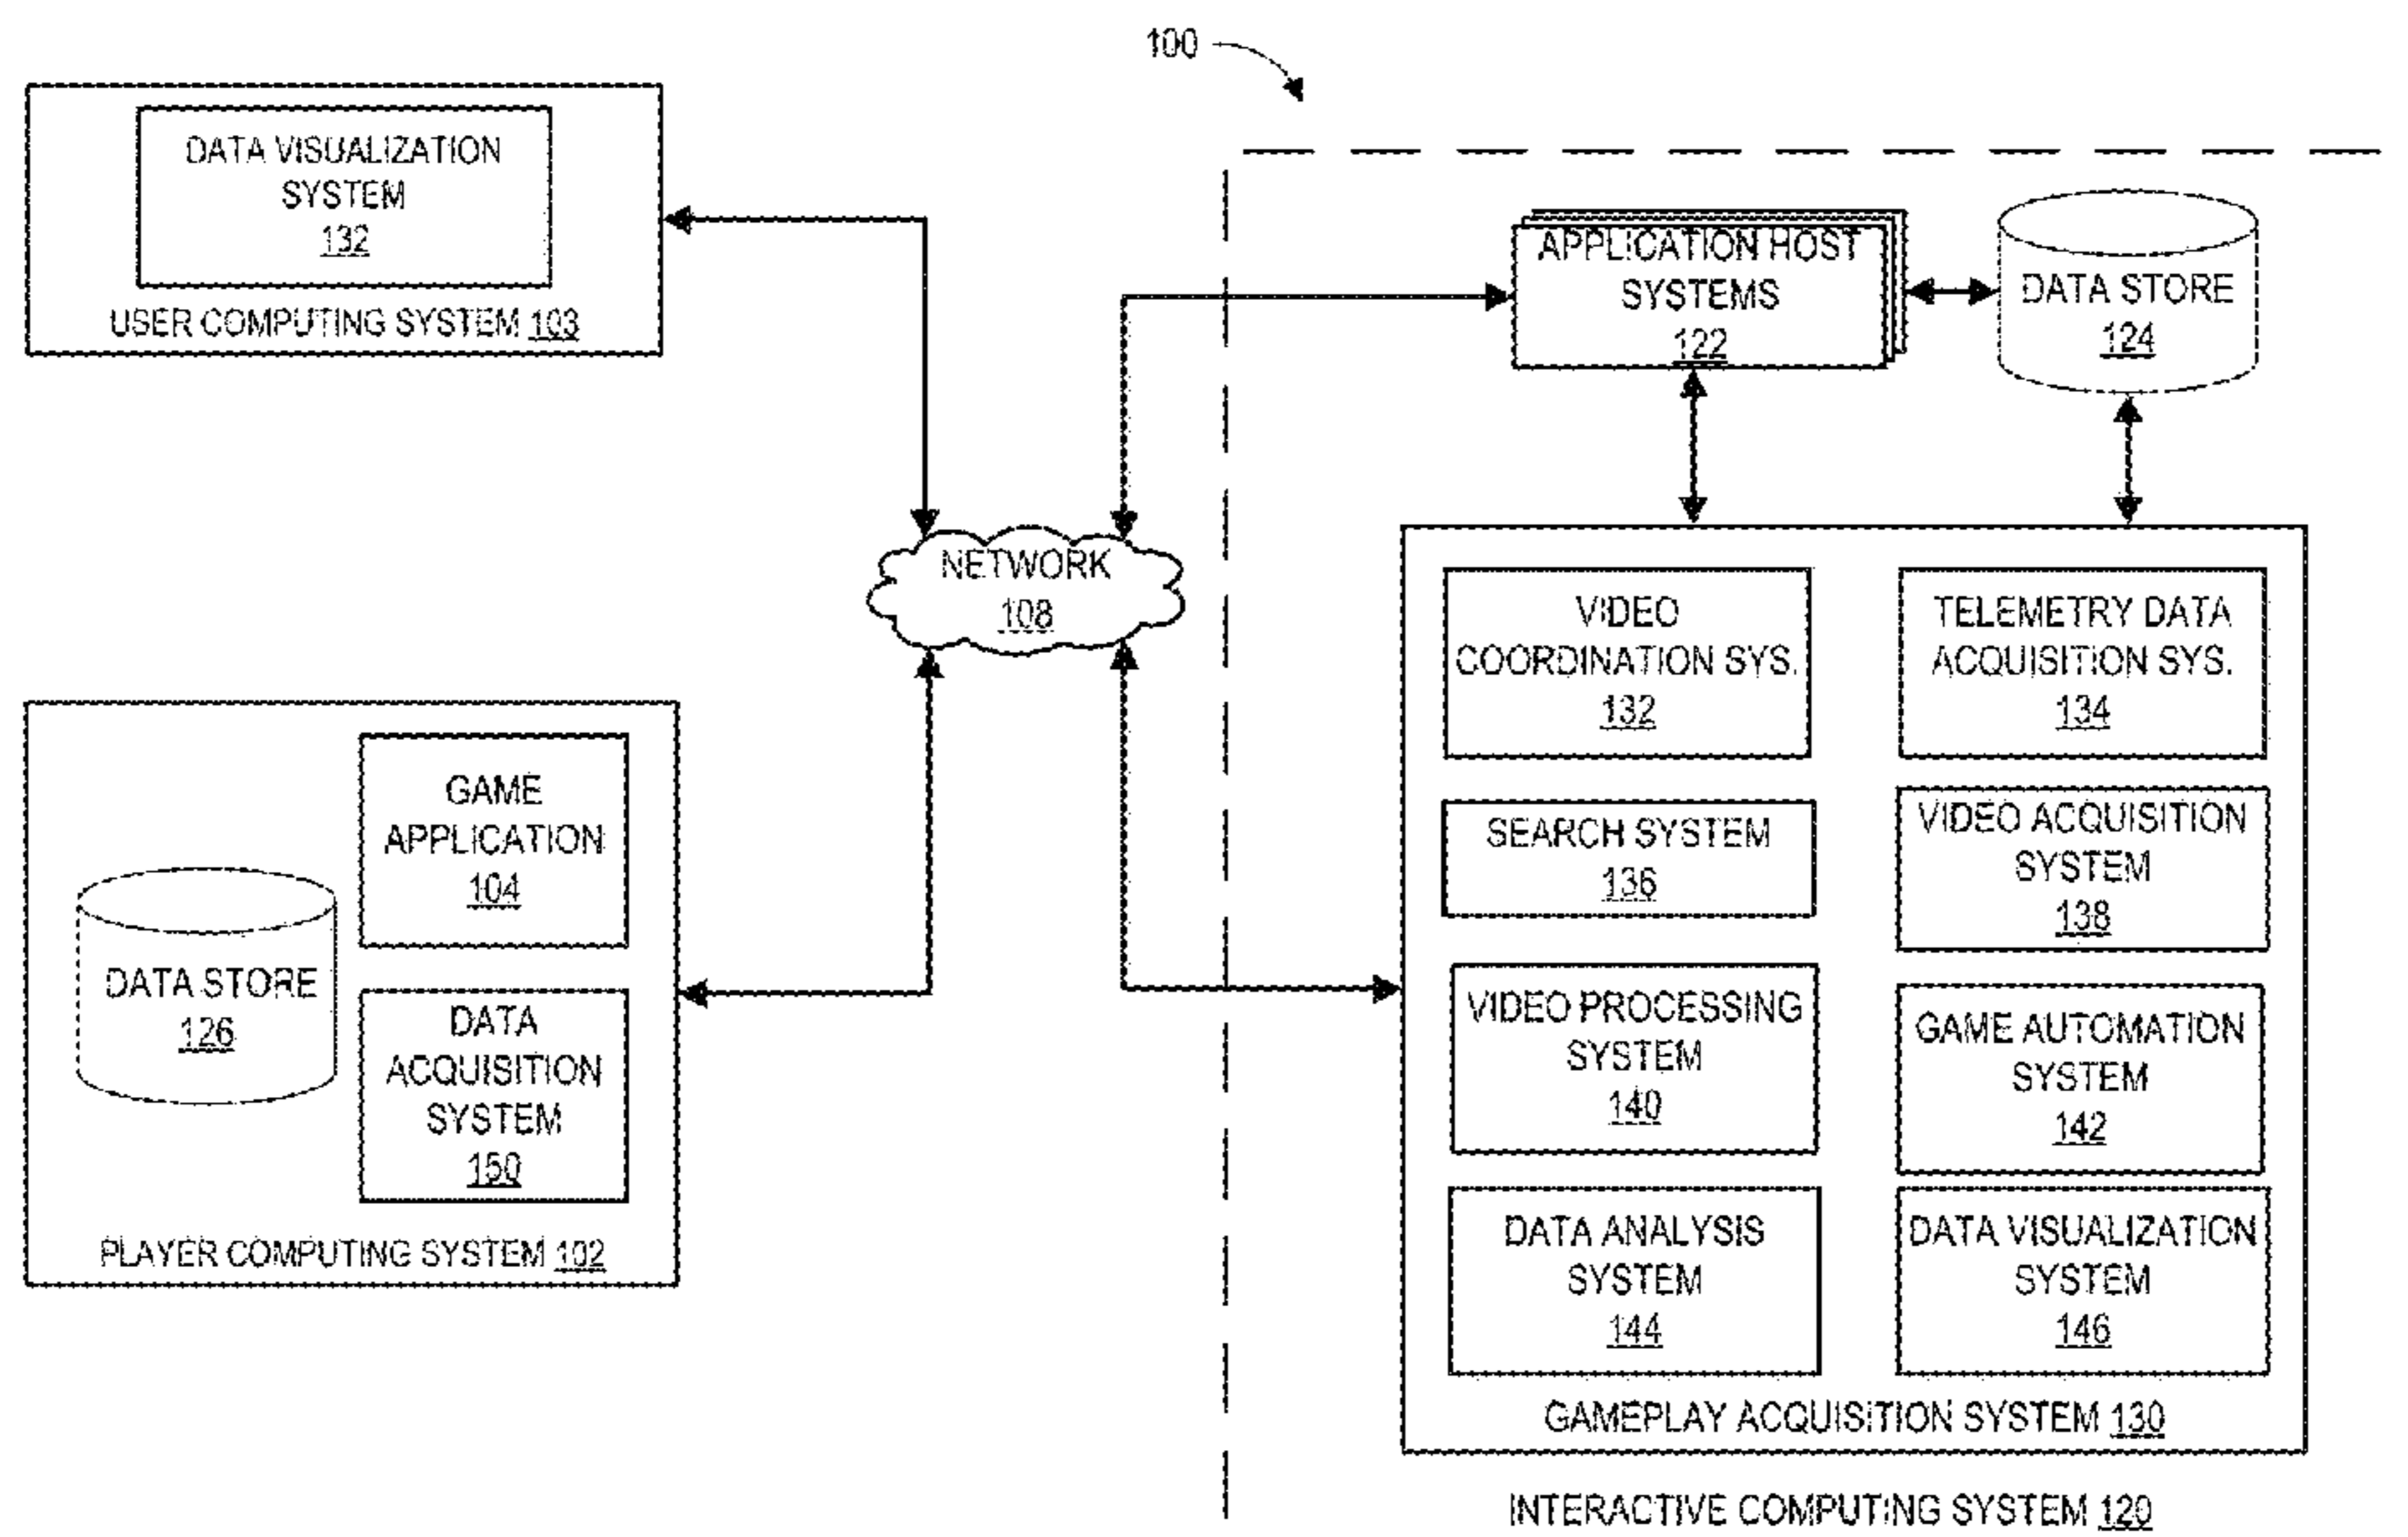 100
DATA VISUALIZATION
SYSTEM
132
USER COMPUTING SYSTEM 103
APPLICATION HOST
SYSTEMS
122
DATA STORE
124
NETWORK
108
GAME
APPLICATION
104
DATA STORE
126
DATA
ACQUISITION
SYSTEM
150
PLAYER COMPUTING SYSTEM 102
VIDEO
COORDINATION SYS.
132
TELEMETRY DATA
ACQUISITION SYS.
134
SEARCH SYSTEM
136
VIDEO ACQUISITION
SYSTEM
138
VIDEO PROCESSING
SYSTEM
140
GAME AUTOMATION
SYSTEM
142
DATA ANALYSIS
SYSTEM
144
DATA VISUALIZATION
SYSTEM
146
GAMEPLAY ACQUISITION SYSTEM 130
INTERACTIVE COMPUTING SYSTEM 120